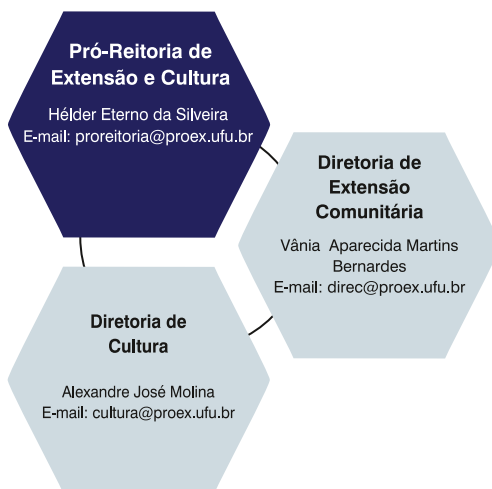 Pró-Reitoria de
Extensão e Cultura
Hélder Eterno da Silveira
E-mail: proreitoria@proex.ufu.br
Diretoria de
Extensão
Comunitária
Vânia Aparecida Martins
Bernardes
E-mail: direc@proex.ufu.br
Diretoria de
Cultura
Alexandre José Molina
E-mail: cultura@proex.ufu.br